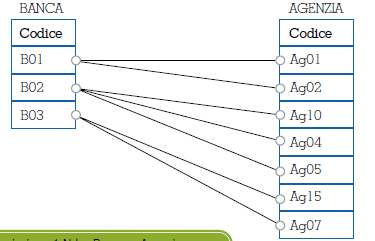 BANCA
AGENZIA
Codice
Codice
B01
Ag01
B02
Ag02
B03
Ag10
Ag04
Ag05
Ag15
Ag07